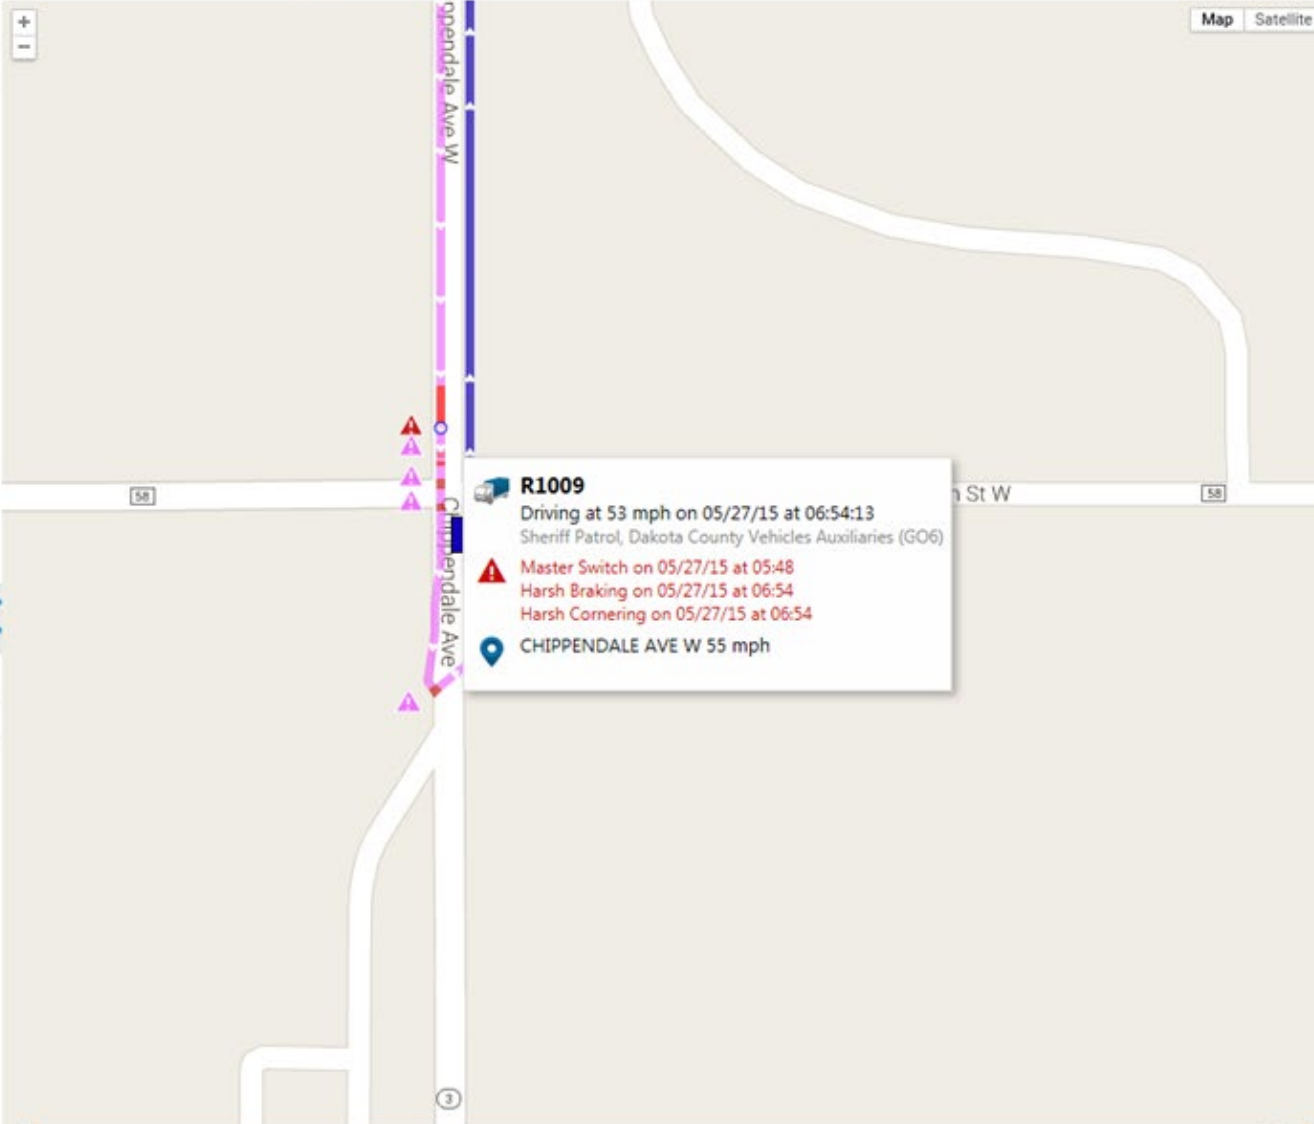 +
−
Map Satellite
ppendale Ave W
58
58
St W
Chippendale Ave
R1009
Driving at 53 mph on 05/27/15 at 06:54:13
Sheriff Patrol, Dakota County Vehicles Auxiliaries (GO6)
Master Switch on 05/27/15 at 05:48
Harsh Braking on 05/27/15 at 06:54
Harsh Cornering on 05/27/15 at 06:54
CHIPPENDALE AVE W 55 mph
3